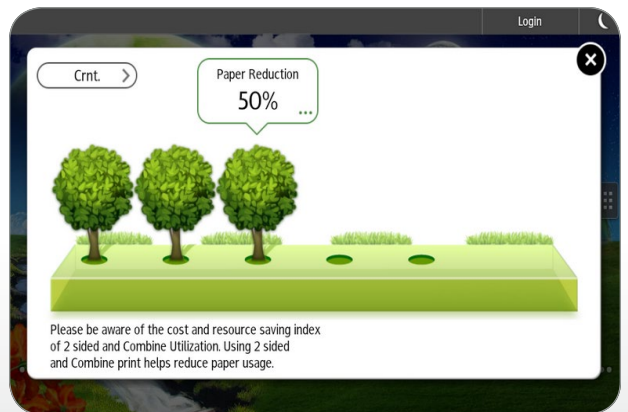 Login
Crnt.
Paper Reduction
50%
Please be aware of the cost and resource saving index
of 2 sided and Combine Utilization. Using 2 sided
and Combine print helps reduce paper usage.